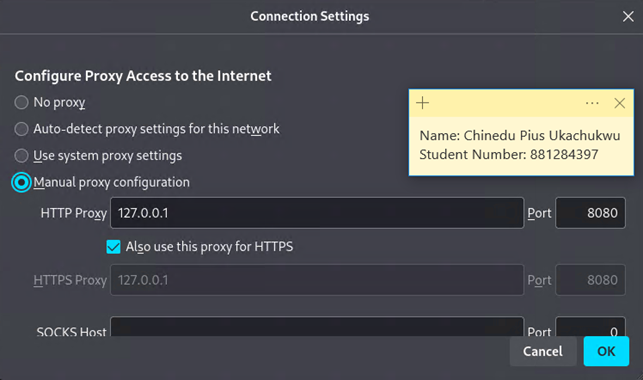 Connection Settings
Configure Proxy Access to the Internet
No proxy
Auto-detect proxy settings for this network
Use system proxy settings
Manual proxy configuration
Name: Chinedu Pius Ukachukwu
Student Number: 881284397
HTTP Proxy 127.0.0.1 Port 8080
Also use this proxy for HTTPS
HTTPS Proxy 127.0.0.1 Port 8080
SOCKS Host Port 0
Cancel OK